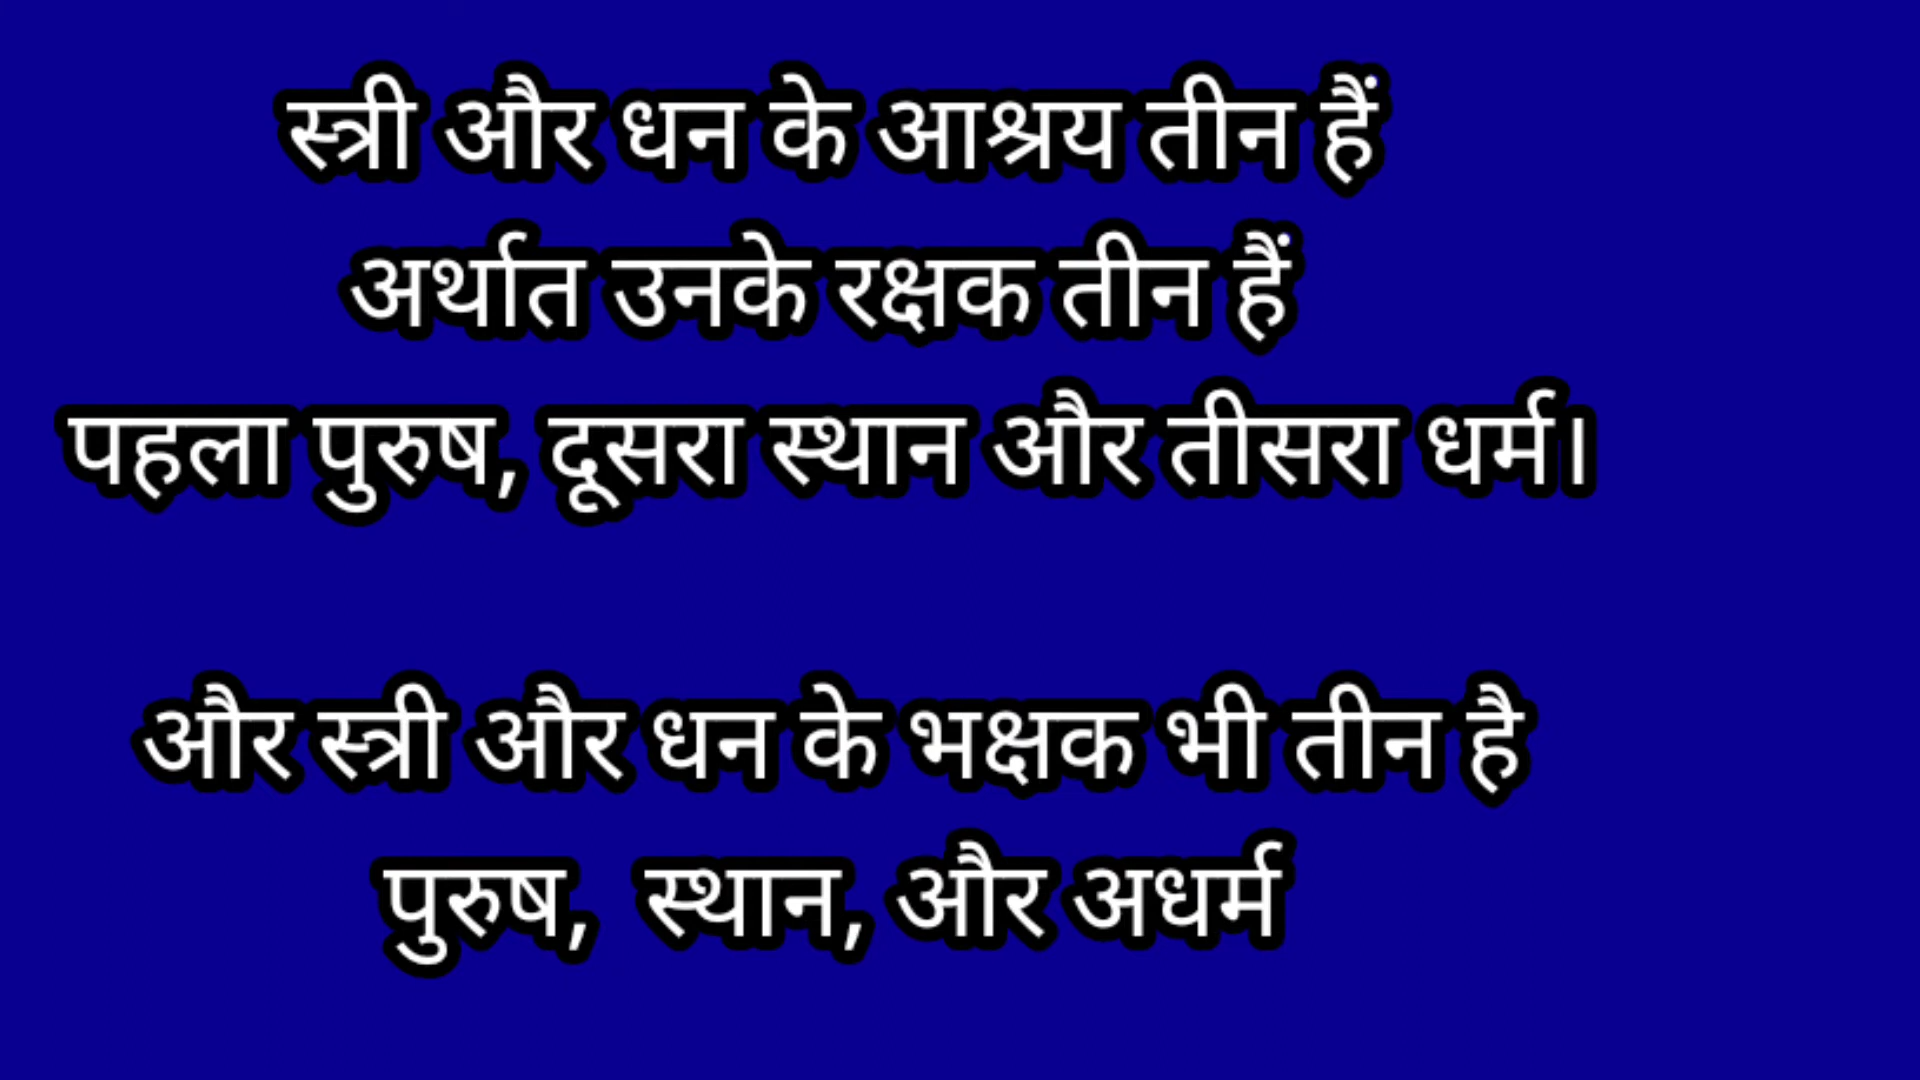 स्त्री और धन के आश्रय तीन हैं
अर्थात उनके रक्षक तीन हैं
पहला पुरुष, दूसरा स्थान और तीसरा धर्म।
और स्त्री और धन के भक्षक भी तीन है
पुरुष, स्थान, और अधर्म